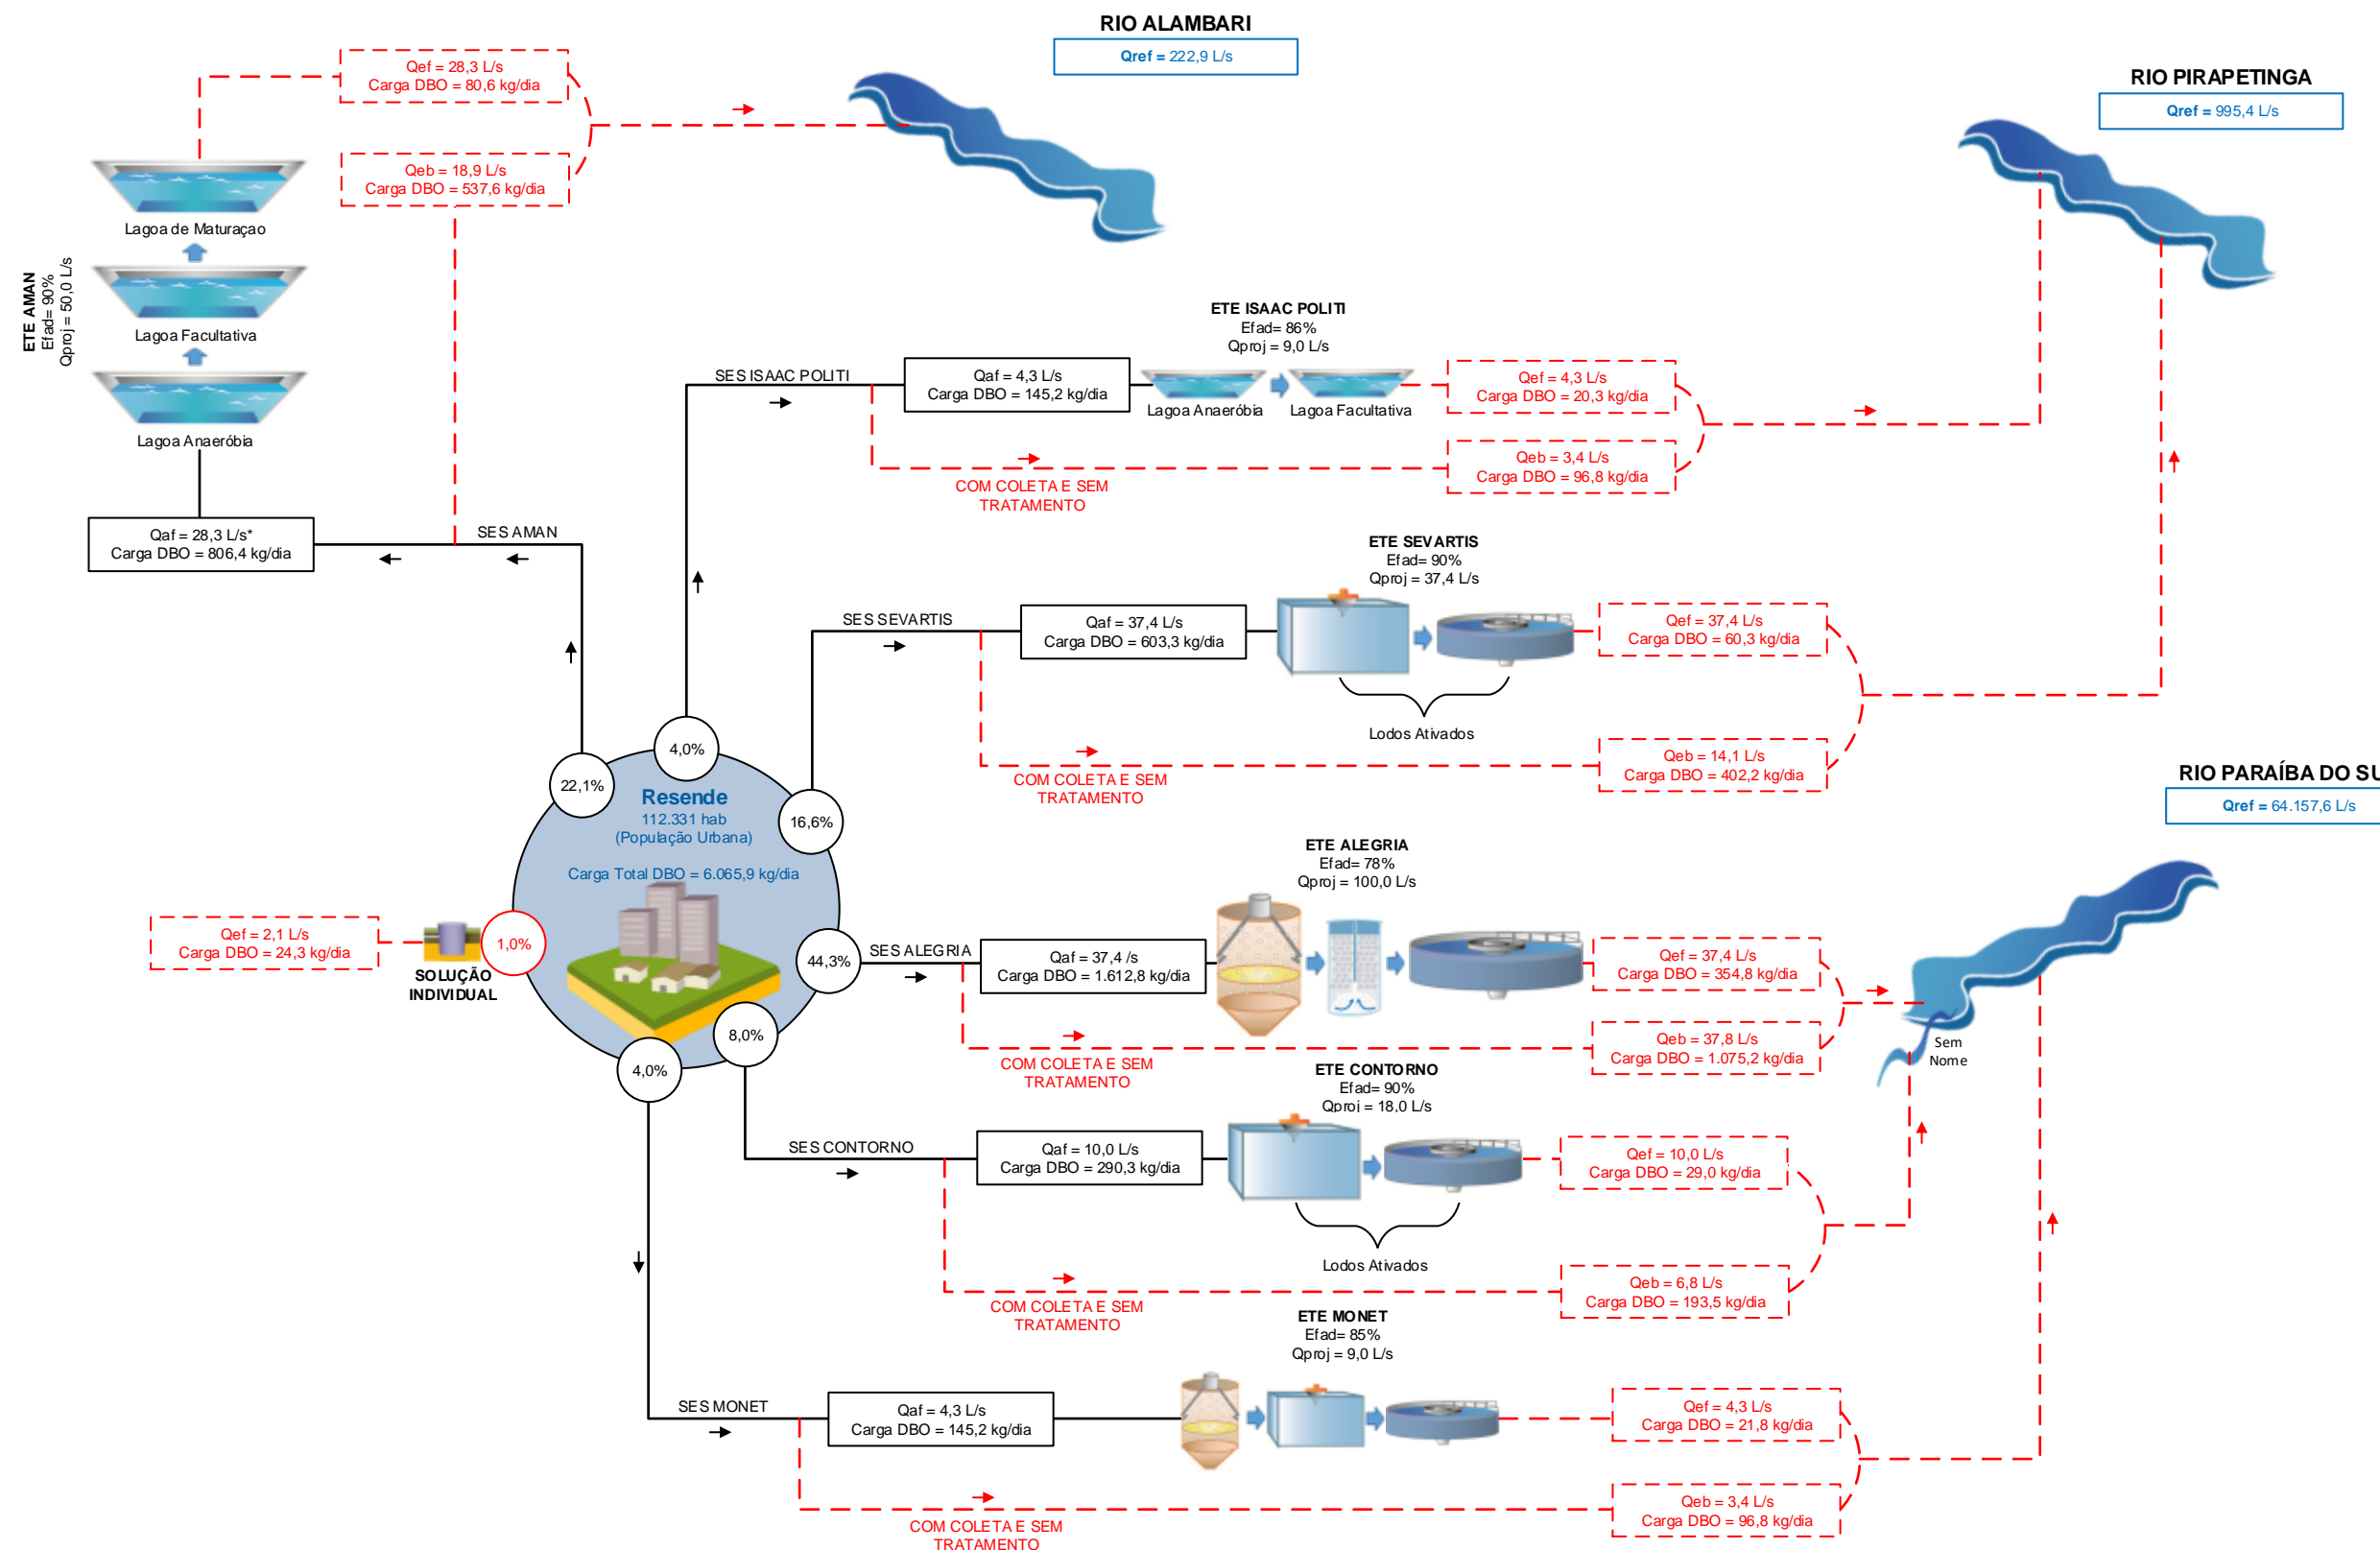 RIO ALAMBARI
Qref = 222,9 L/s
RIO PIRAPETINGA
Qref = 995,4 L/s
Qef = 28,3 L/s
Carga DBO = 80,6 kg/dia
Qeb = 18,9 L/s
Carga DBO = 537,6 kg/dia
Lagoa de Maturaçao
Lagoa Facultativa
Lagoa Anaeróbia
ETE AMAN
Efad= 90%
Qproj = 50,0 L/s
Qaf = 28,3 L/s*
Carga DBO = 806,4 kg/dia
SES AMAN
ETE ISAAC POLITI
Efad= 86%
Qproj = 9,0 L/s
SES ISAAC POLITI
Qaf = 4,3 L/s
Carga DBO = 145,2 kg/dia
Lagoa Anaeróbia
Lagoa Facultativa
Qef = 4,3 L/s
Carga DBO = 20,3 kg/dia
Qeb = 3,4 L/s
Carga DBO = 96,8 kg/dia
COM COLETA E SEM
TRATAMENTO
ETE SEVARTIS
Efad= 90%
Qproj = 37,4 L/s
SES SEVARTIS
Qaf = 37,4 L/s
Carga DBO = 603,3 kg/dia
Lodos Ativados
Qef = 37,4 L/s
Carga DBO = 60,3 kg/dia
Qeb = 14,1 L/s
Carga DBO = 402,2 kg/dia
COM COLETA E SEM
TRATAMENTO
RIO PARAÍBA DO SU
Qref = 64.157,6 L/s
22,1%
4,0%
16,6%
44,3%
8,0%
4,0%
1,0%
Resende
112.331 hab
(População Urbana)
Carga Total DBO = 6.065,9 kg/dia
Qef = 2,1 L/s
Carga DBO = 24,3 kg/dia
SOLUÇÃO
INDIVIDUAL
ETE ALEGRIA
Efad= 78%
Qproj = 100,0 L/s
SES ALEGRIA
Qaf = 37,4 /s
Carga DBO = 1.612,8 kg/dia
Qef = 37,4 L/s
Carga DBO = 354,8 kg/dia
Qeb = 37,8 L/s
Carga DBO = 1.075,2 kg/dia
COM COLETA E SEM
TRATAMENTO
Sem
Nome
ETE CONTORNO
Efad= 90%
Qproj = 18,0 L/s
SES CONTORNO
Qaf = 10,0 L/s
Carga DBO = 290,3 kg/dia
Lodos Ativados
Qef = 10,0 L/s
Carga DBO = 29,0 kg/dia
Qeb = 6,8 L/s
Carga DBO = 193,5 kg/dia
COM COLETA E SEM
TRATAMENTO
ETE MONET
Efad= 85%
Qproj = 9,0 L/s
SES MONET
Qaf = 4,3 L/s
Carga DBO = 145,2 kg/dia
Qef = 4,3 L/s
Carga DBO = 21,8 kg/dia
Qeb = 3,4 L/s
Carga DBO = 96,8 kg/dia
COM COLETA E SEM
TRATAMENTO